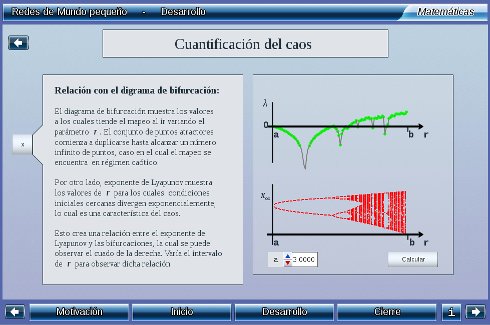 Redes de Mundo pequeño - Desarrollo
Matemáticas
Cuantificación del caos
Relación con el digrama de bifurcación:
El diagrama de bifurcación muestra los valores
a los cuales tiende el mapeo al ir variando el
parámetro r . El conjunto de puntos atractores
comienza a duplicarse hasta alcanzar un número
infinito de puntos, caso en el cual el mapeo se
encuentra en régimen caótico.
Por otro lado, exponente de Lyapunov muestra
los valores de r para los cuales condiciones
iniciales cercanas divergen exponencialmente,
lo cual es una característica del caos.
Esto crea una relación entre el exponente de
Lyapunov y las bifurcaciones, la cual se puede
observar el cuado de la derecha. Varía el intervalo
de r para observar dicha relación.
x
λ
0
a b r
x∞
a b r
a 3.0000
Calcular
Motivación Inicio Desarrollo Cierre i